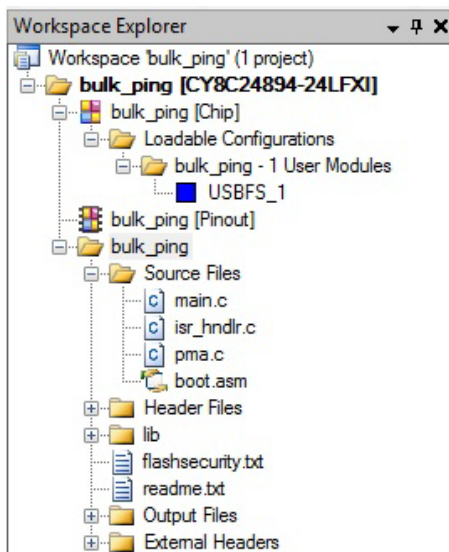 Workspace Explorer
Workspace 'bulk_ping' (1 project)
bulk_ping [CY8C24894-24LFXI]
bulk_ping [Chip]
Loadable Configurations
bulk_ping - 1 User Modules
USBFS_1
bulk_ping [Pinout]
bulk_ping
Source Files
main.c
isr_hndlr.c
pma.c
boot.asm
Header Files
lib
flashsecurity.txt
readme.txt
Output Files
External Headers